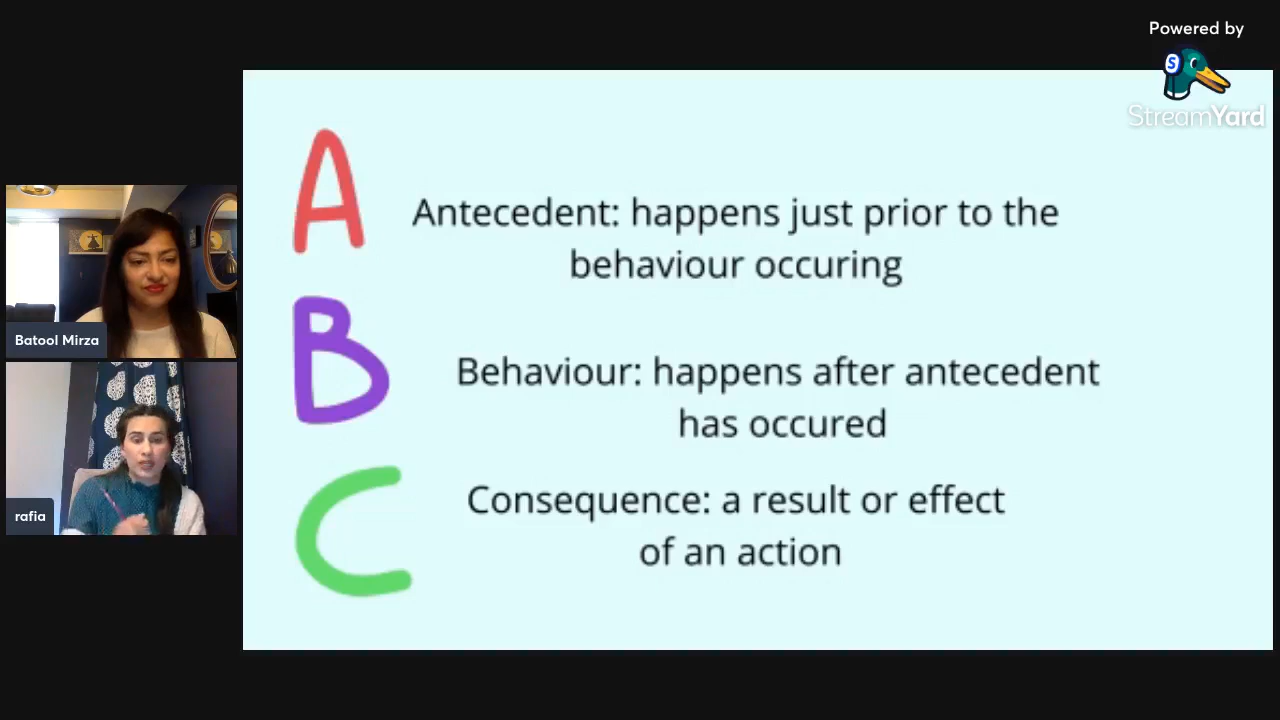 Powered by
S
StreamYard
A
Antecedent: happens just prior to the
behaviour occuring
B
Behaviour: happens after antecedent
has occured
C
Consequence: a result or effect
of an action
Batool Mirza
rafia